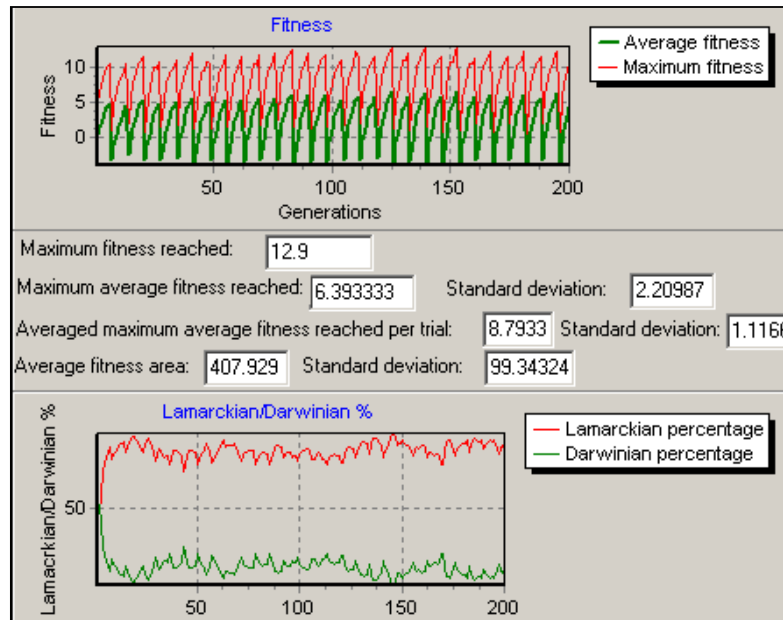 Fitness
Average fitness
Maximum fitness
Fitness
10
5
0
50 100 150 200
Generations
Maximum fitness reached: 12.9
Maximum average fitness reached: 6.393333 Standard deviation: 2.20987
Averaged maximum average fitness reached per trial: 8.7933 Standard deviation: 1.1166
Average fitness area: 407.929 Standard deviation: 99.34324
Lamarckian/Darwinian %
Lamarckian percentage
Darwinian percentage
Lamacrkian/Darwinian %
50
50 100 150 200